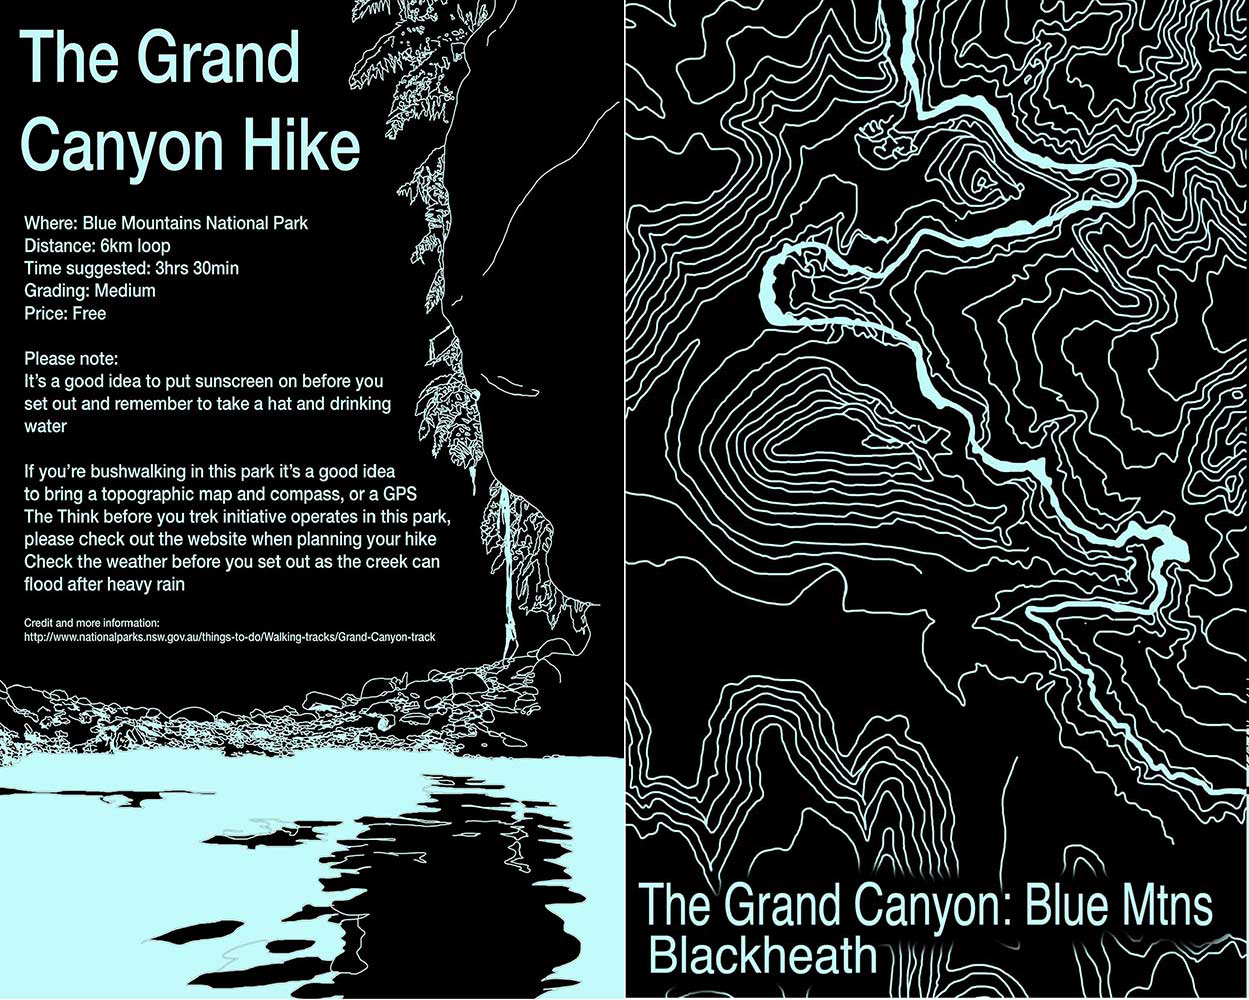 The Grand
Canyon Hike
Where: Blue Mountains National Park
Distance: 6km loop
Time suggested: 3hrs 30min
Grading: Medium
Price: Free
Please note:
It's a good idea to put sunscreen on before you
set out and remember to take a hat and drinking
water
If you're bushwalking in this park it's a good idea
to bring a topographic map and compass, or a GPS
The Think before you trek initiative operates in this park,
please check out the website when planning your hike
Check the weather before you set out as the creek can
flood after heavy rain
Credit and more information:
http://www.nationalparks.nsw.gov.au/things-to-do/Walking-tracks/Grand-Canyon-track
The Grand Canyon: Blue Mtns
Blackheath